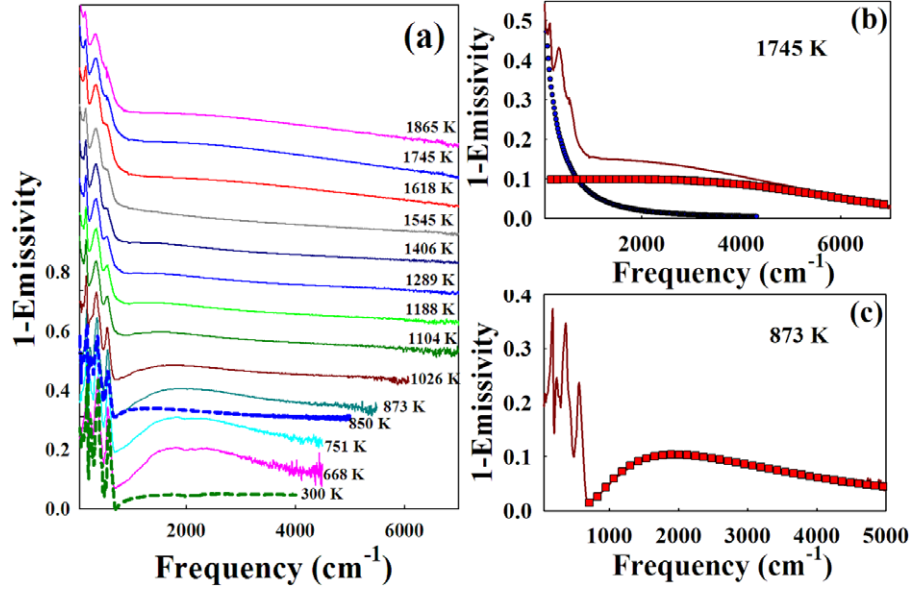 (a)
1-Emissivity
0.8
0.6
0.4
0.2
0.0
1865 K
1745 K
1618 K
1545 K
1406 K
1289 K
1188 K
1104 K
1026 K
873 K
850 K
751 K
668 K
300 K
2000 4000 6000
Frequency (cm⁻¹)
(b)
1745 K
1-Emissivity
0.5
0.4
0.3
0.2
0.1
0.0
2000 4000 6000
Frequency (cm⁻¹)
(c)
873 K
1-Emissivity
0.4
0.3
0.2
0.1
0.0
1000 2000 3000 4000 5000
Frequency (cm⁻¹)